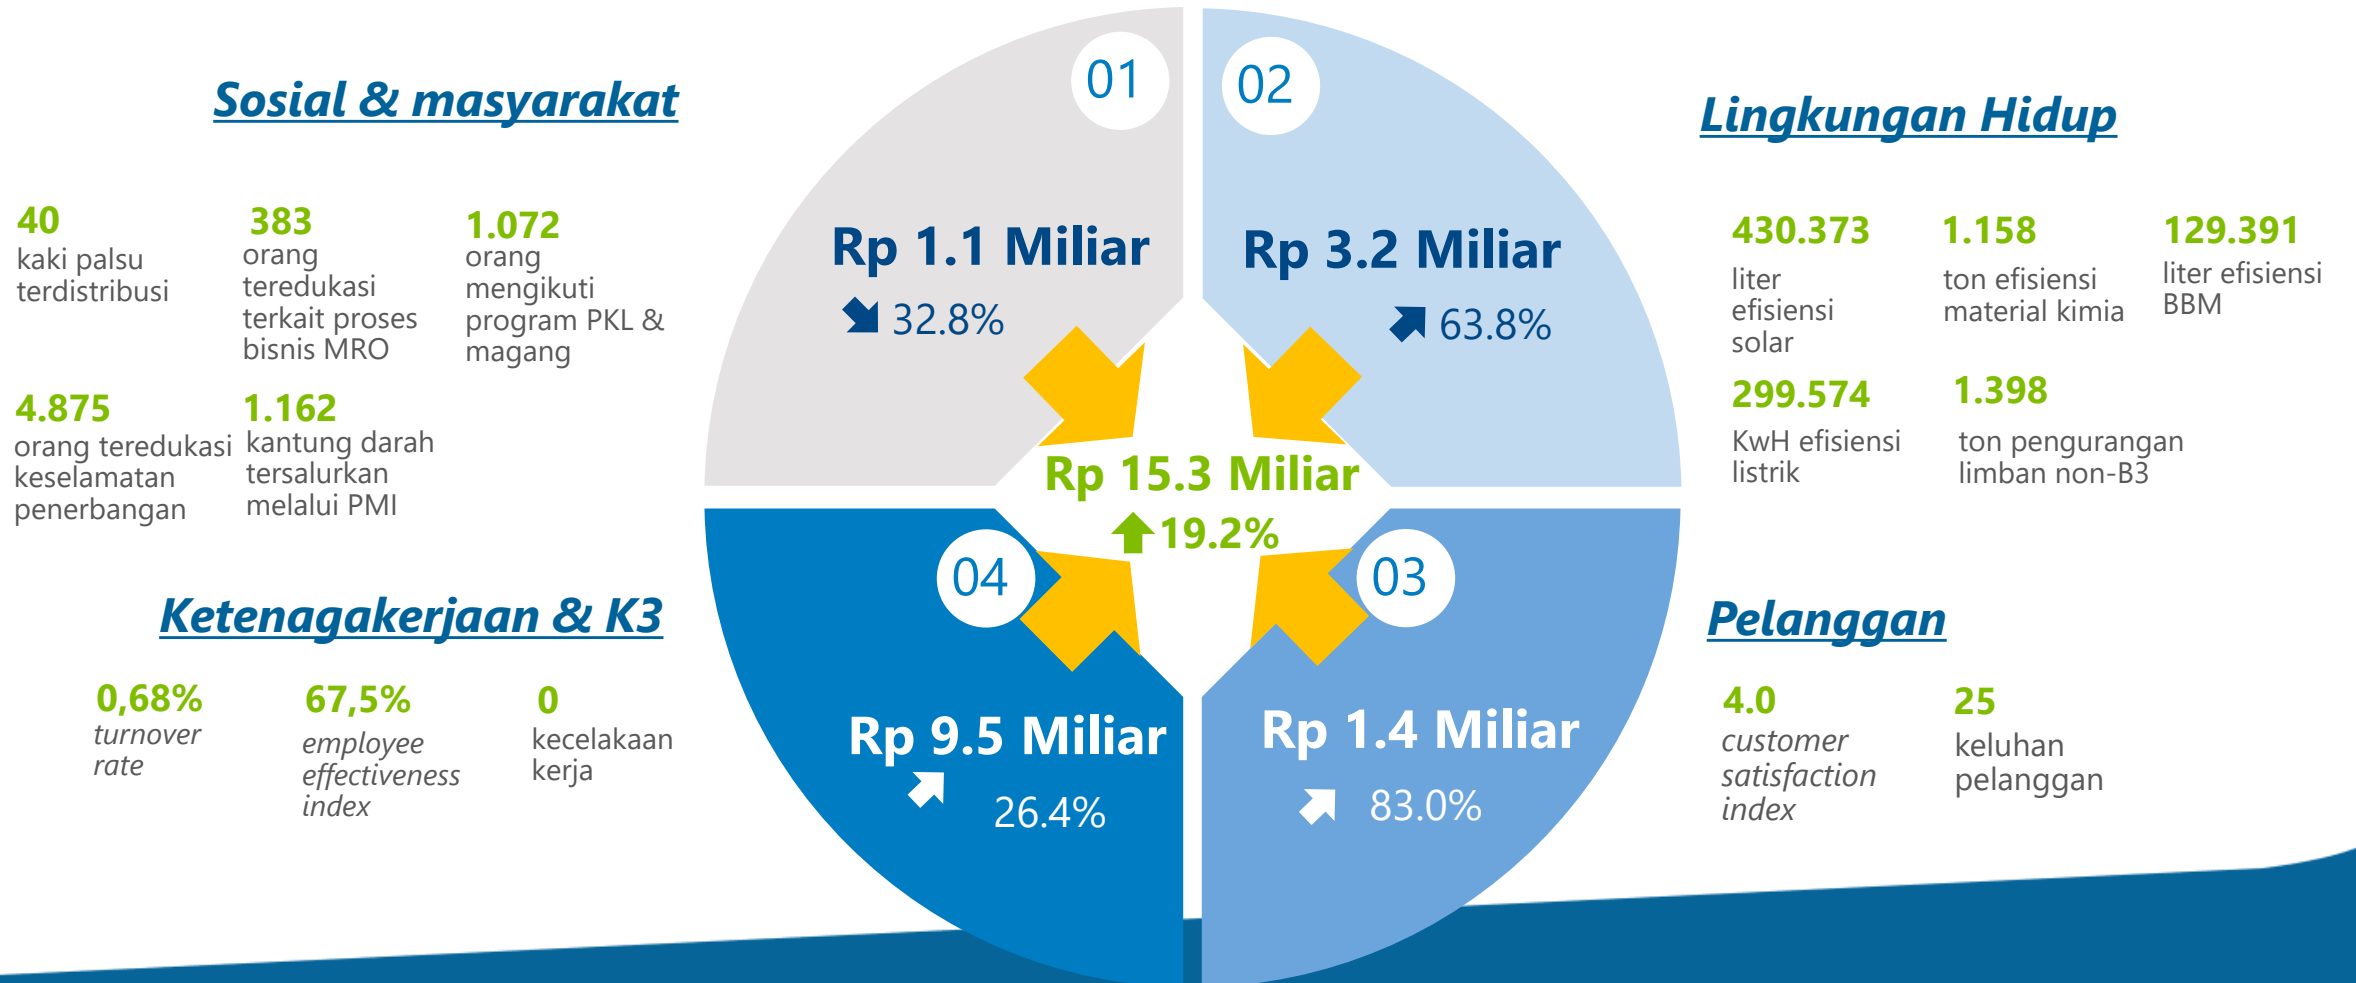 Sosial & masyarakat
40
kaki palsu
terdistribusi
383
orang
teredukasi
terkait proses
bisnis MRO
1.072
orang
mengikuti
program PKL &
magang
4.875
orang teredukasi
keselamatan
penerbangan
1.162
kantung darah
tersalurkan
melalui PMI
01
Rp 1.1 Miliar
32.8%
02
Rp 3.2 Miliar
63.8%
Lingkungan Hidup
430.373
liter
efisiensi
solar
1.158
ton efisiensi
material kimia
129.391
liter efisiensi
BBM
299.574
KwH efisiensi
listrik
1.398
ton pengurangan
limban non-B3
Rp 15.3 Miliar
19.2%
Ketenagakerjaan & K3
0,68%
turnover
rate
67,5%
employee
effectiveness
index
0
kecelakaan
kerja
04
Rp 9.5 Miliar
26.4%
03
Rp 1.4 Miliar
83.0%
Pelanggan
4.0
customer
satisfaction
index
25
keluhan
pelanggan